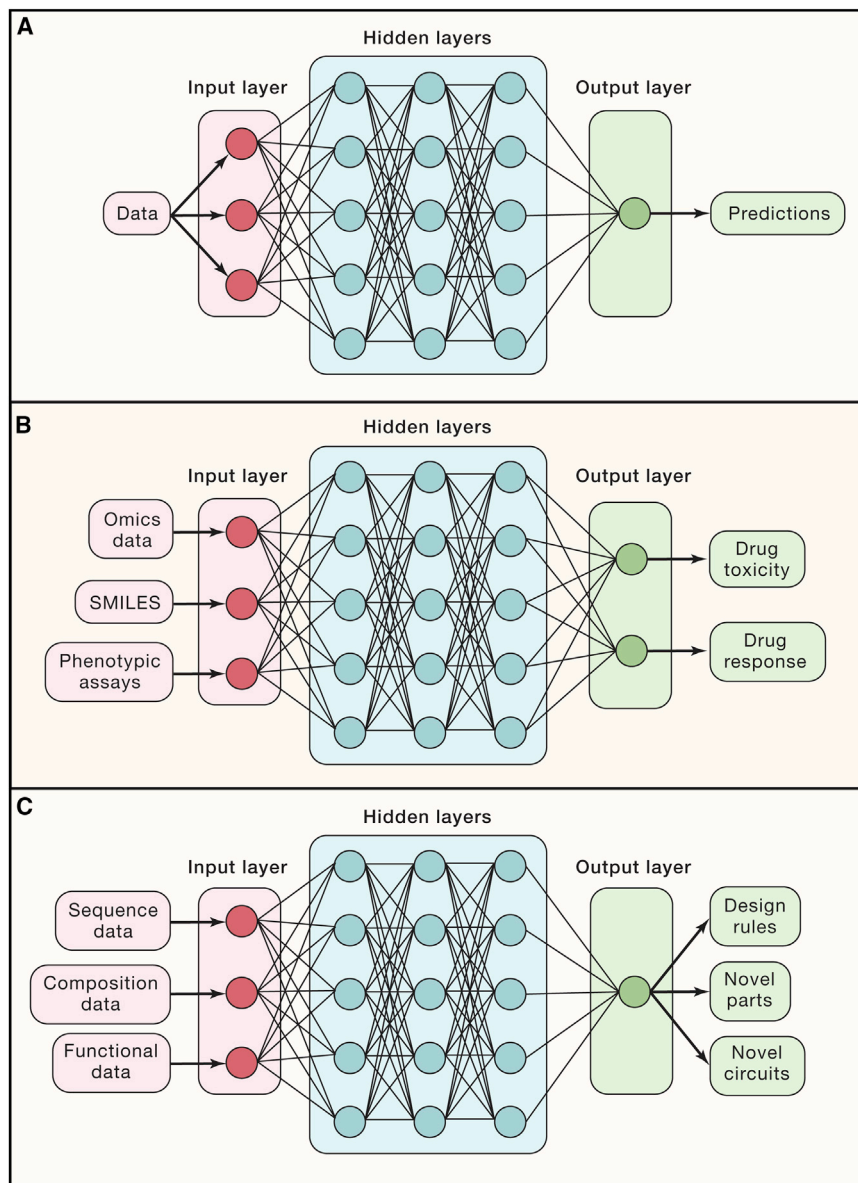 A
Hidden layers
Input layer
Output layer
Data
Predictions
B
Hidden layers
Input layer
Output layer
Omics
data
SMILES
Phenotypic
assays
Drug
toxicity
Drug
response
C
Hidden layers
Input layer
Output layer
Sequence
data
Composition
data
Functional
data
Design
rules
Novel
parts
Novel
circuits